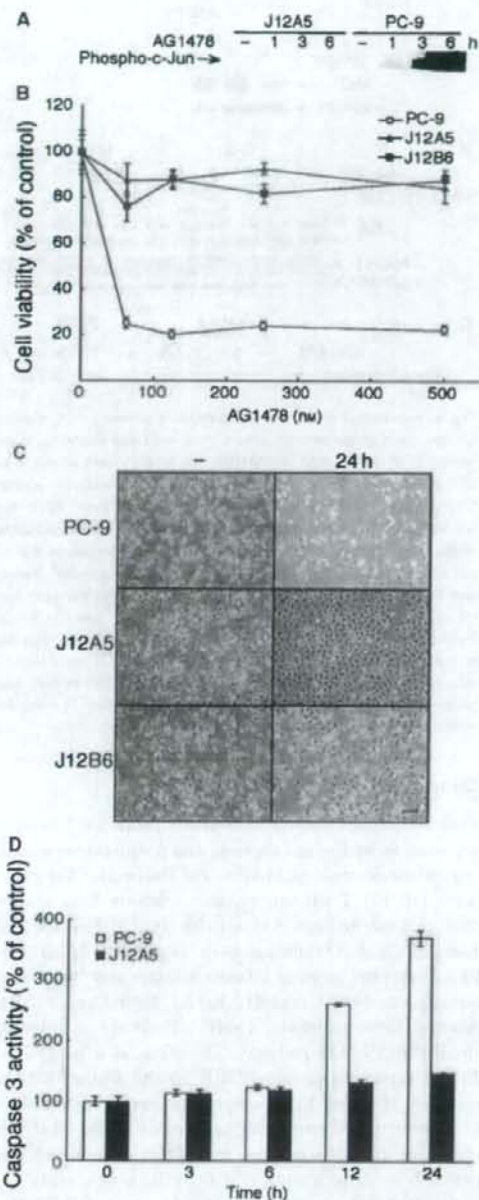 A
J12A5 PC-9
AG1478 – 1 3 6 – 1 3 6 h
Phospho-c-Jun→
B
120
100
80
60
40
20
0 100 200 300 400 500
Cell viability (% of control)
AG1478 (nM)
PC-9
J12A5
J12B6
C
– 24 h
PC-9
J12A5
J12B6
D
400
300
200
100
0
Caspase 3 activity (% of control)
PC-9
J12A5
0 3 6 12 24
Time (h)